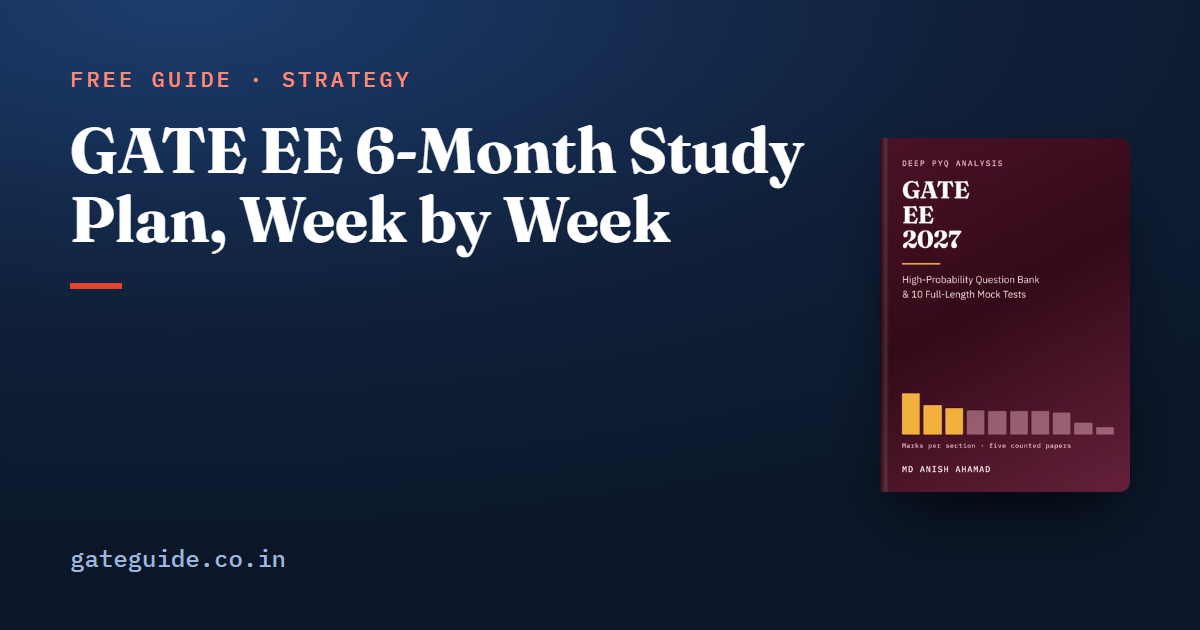 FREE GUIDE · STRATEGY
GATE EE 6-Month Study
Plan, Week by Week
gateguide.co.in
DEEP PYQ ANALYSIS
GATE
EE
2027
High-Probability Question Bank
& 10 Full-Length Mock Tests
Marks per section · five counted papers
MD ANISH AHAMAD